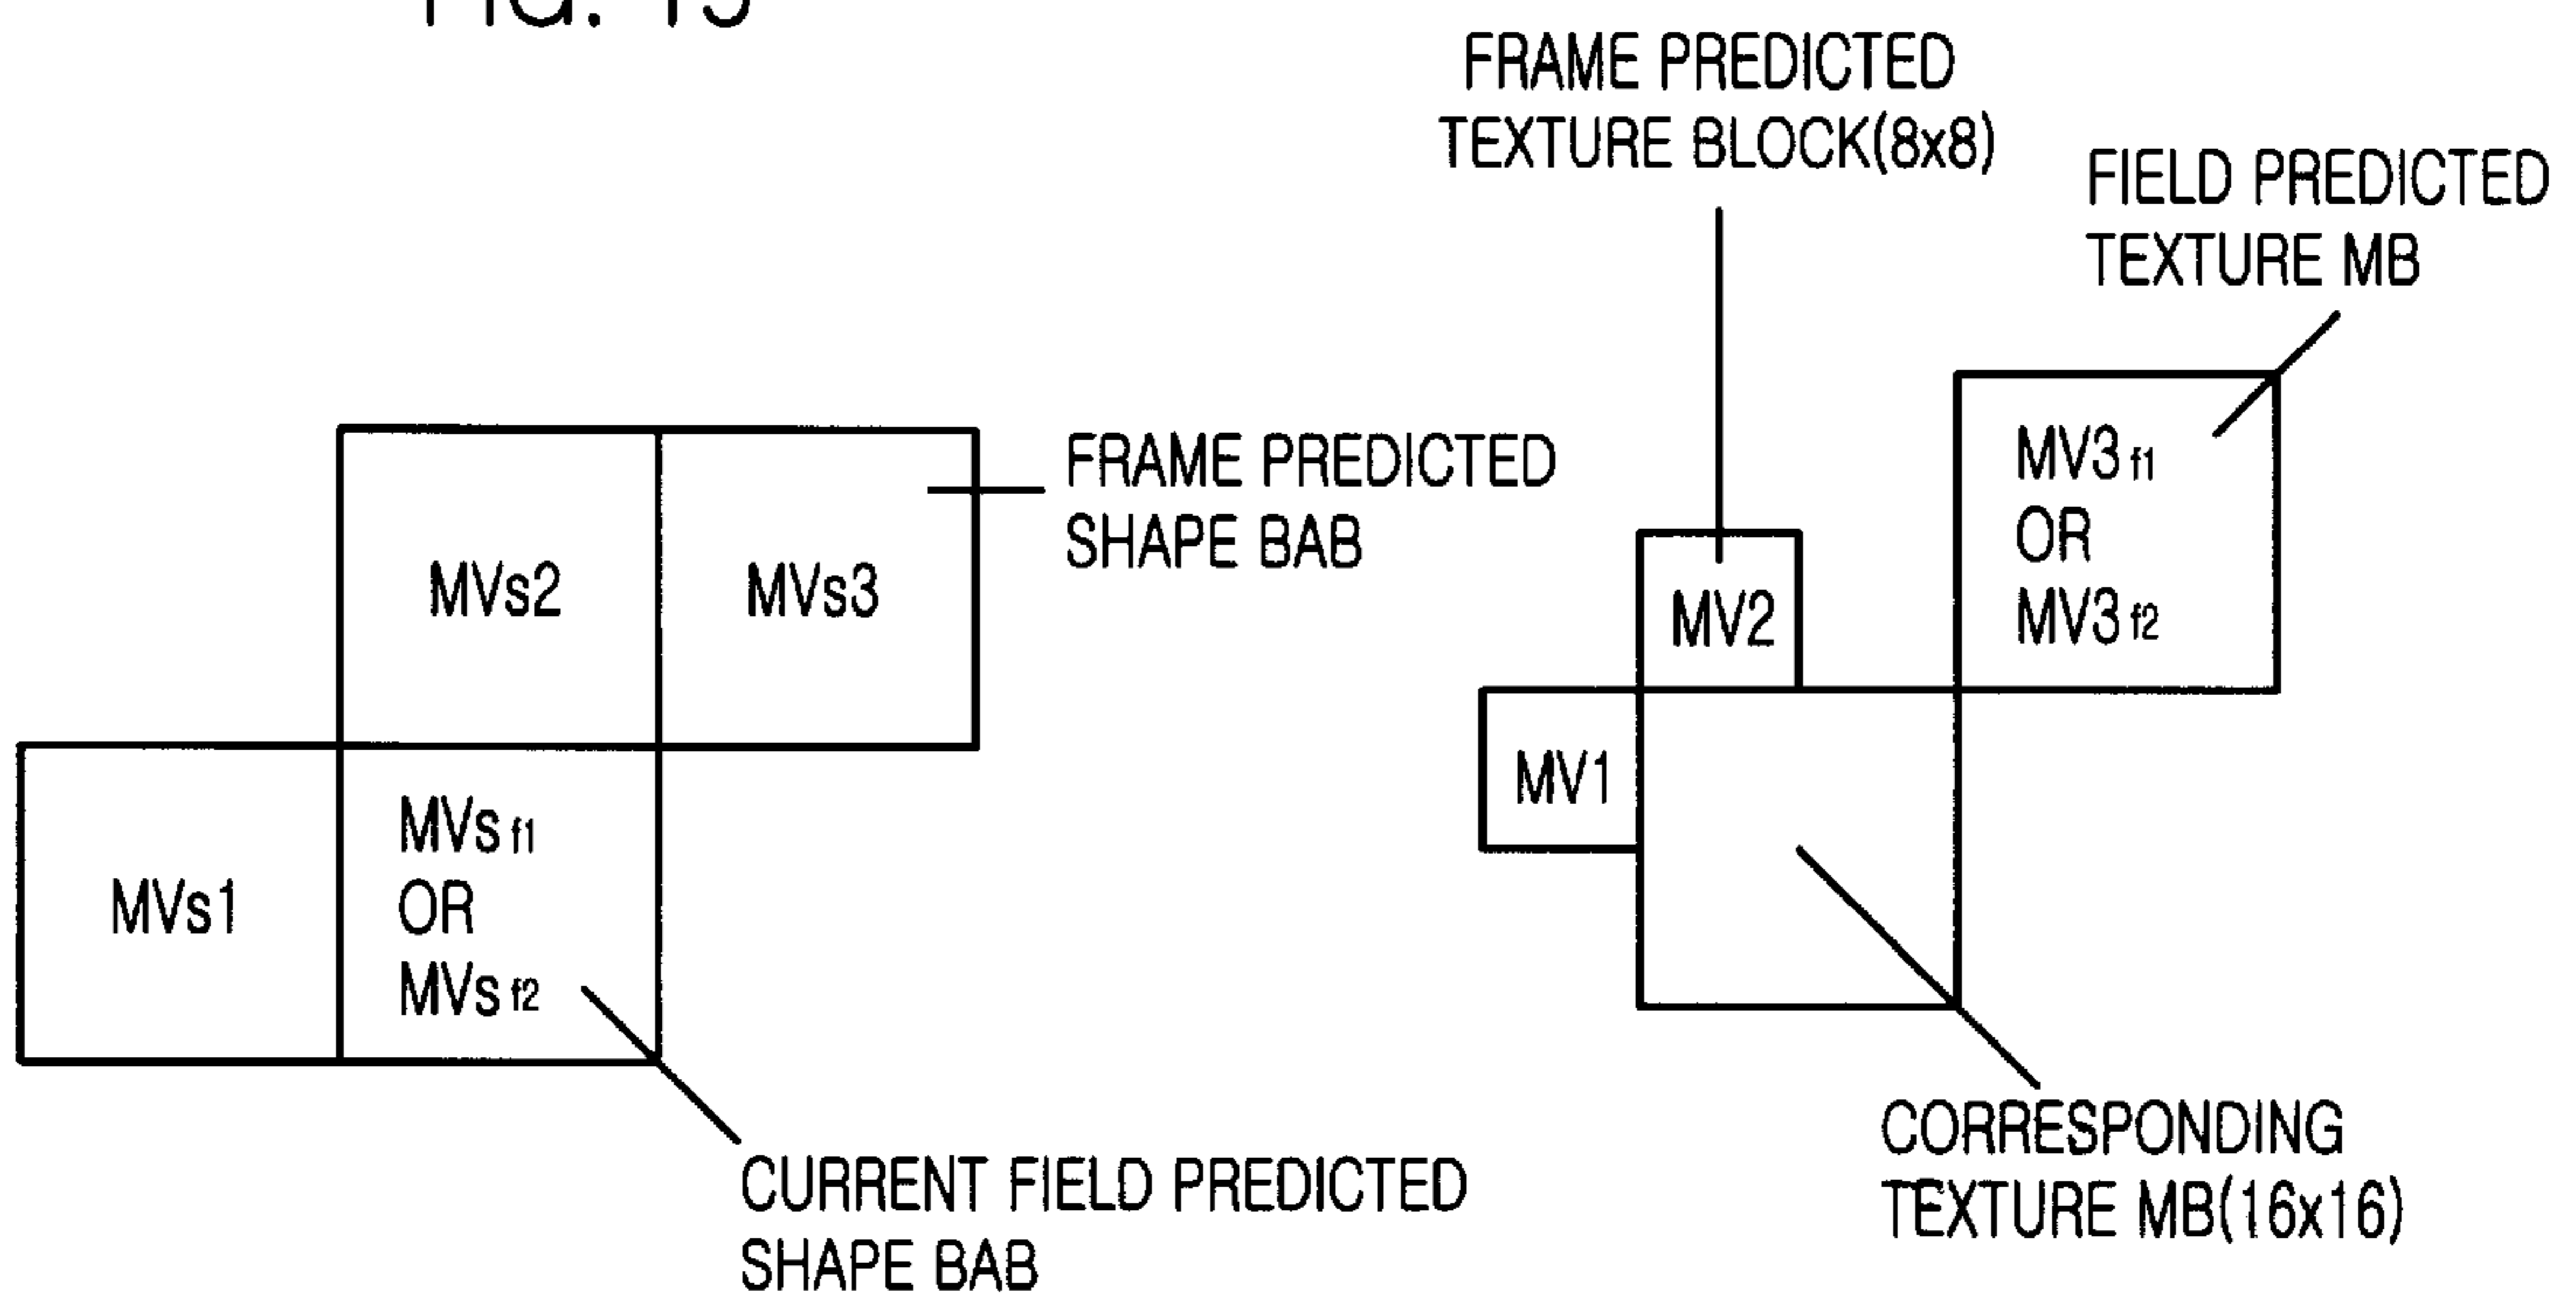 FRAME PREDICTED
TEXTURE BLOCK(8x8)
FIELD PREDICTED
TEXTURE MB
MVs2
MVs3
FRAME PREDICTED
SHAPE BAB
MVs1
MVs f1
OR
MVs f2
CURRENT FIELD PREDICTED
SHAPE BAB
MV2
MV3 f1
OR
MV3 f2
MV1
CORRESPONDING
TEXTURE MB(16x16)